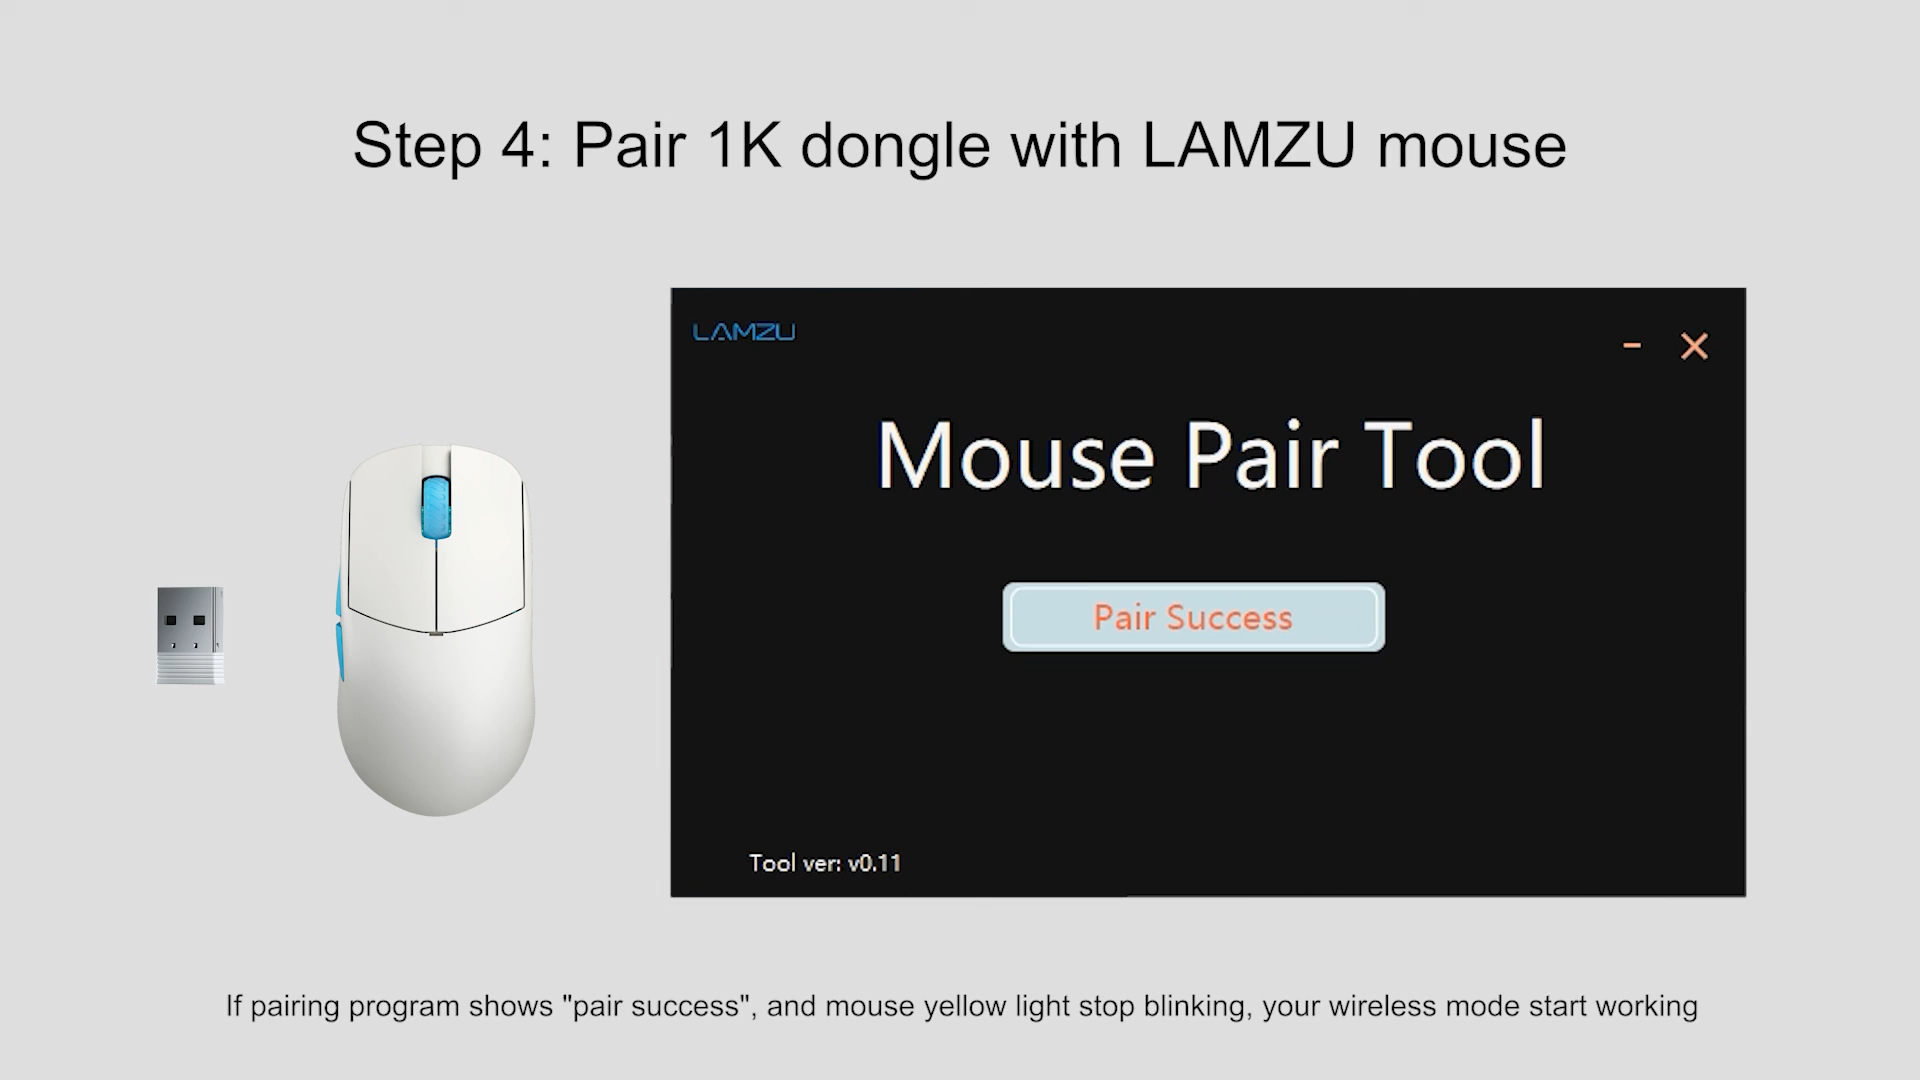 Step 4: Pair 1K dongle with LAMZU mouse
LAMZU
Mouse Pair Tool
Pair Success
Tool ver: v0.11
If pairing program shows "pair success", and mouse yellow light stop blinking, your wireless mode start working